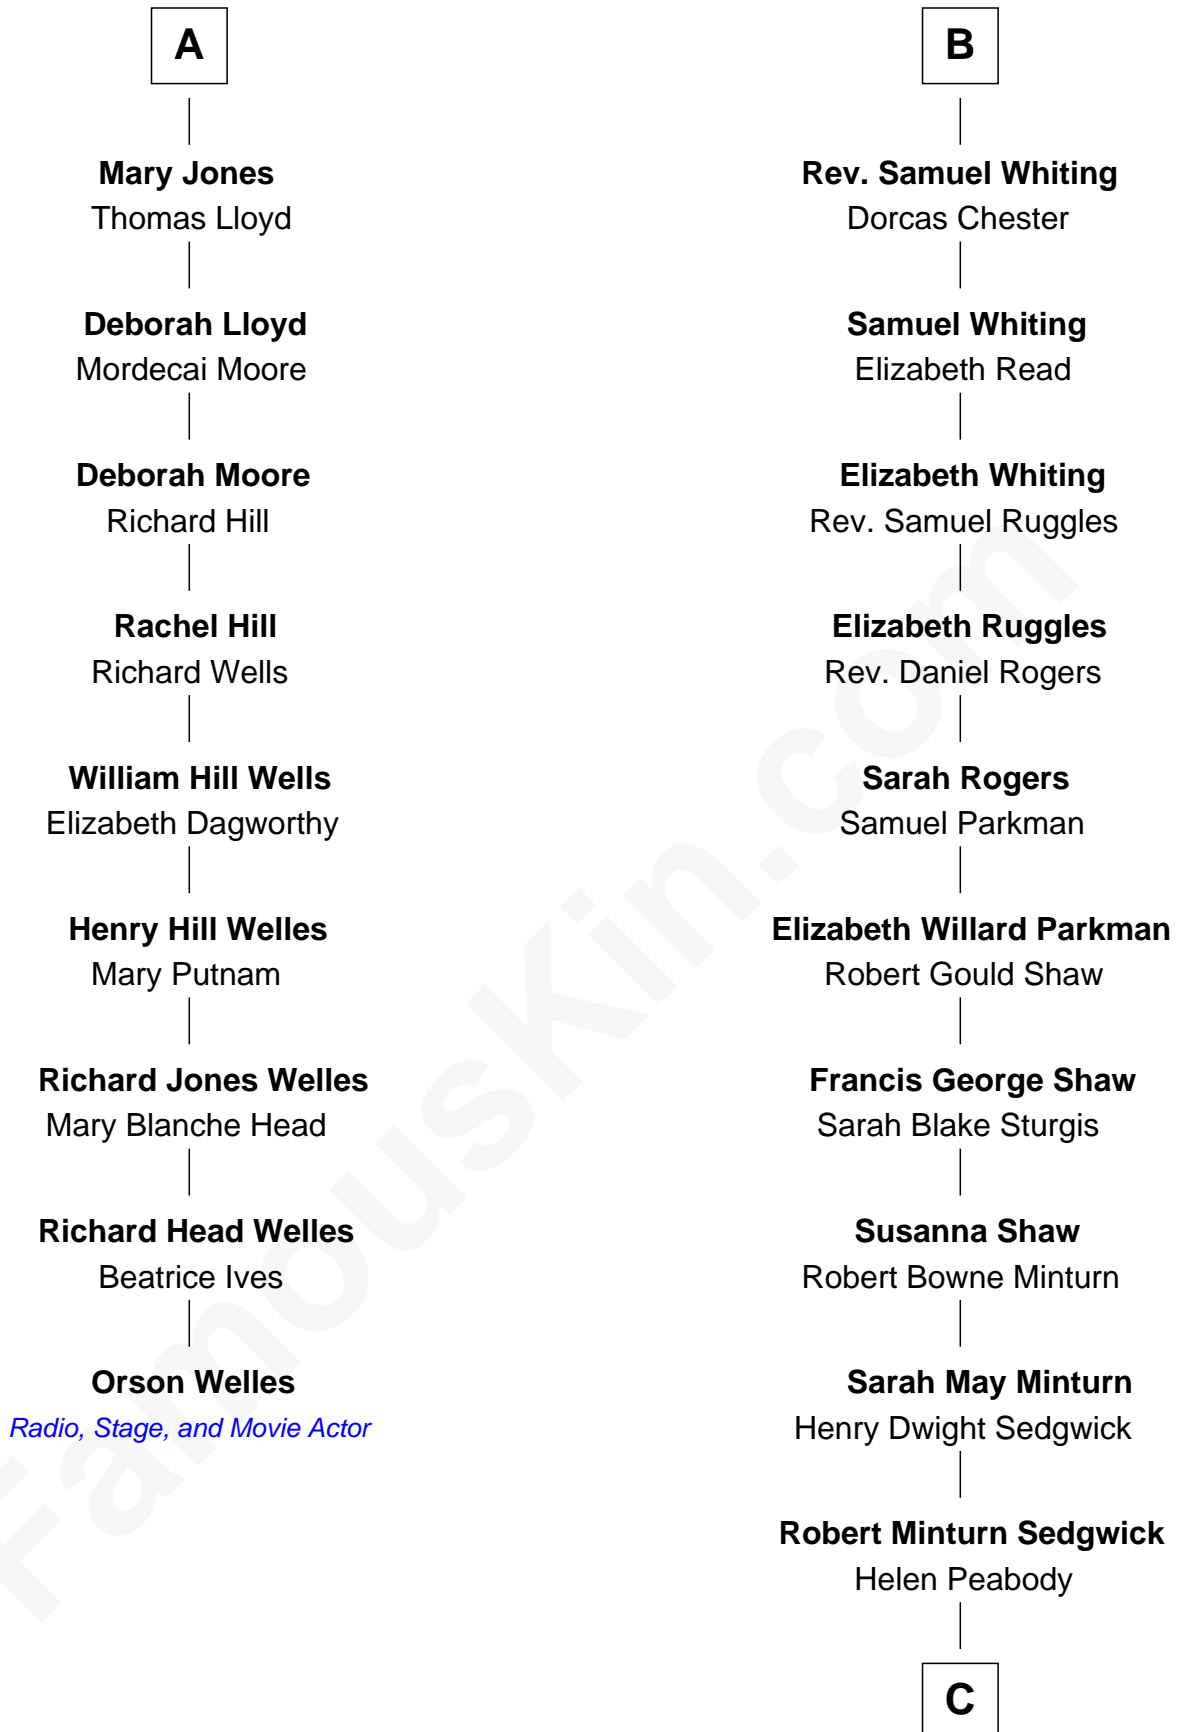 A
Mary Jones
Thomas Lloyd
Deborah Lloyd
Mordecai Moore
Deborah Moore
Richard Hill
Rachel Hill
Richard Wells
William Hill Wells
Elizabeth Dagworthy
Henry Hill Welles
Mary Putnam
Richard Jones Welles
Mary Blanche Head
Richard Head Welles
Beatrice Ives
Orson Welles
Radio, Stage, and Movie Actor
B
Rev. Samuel Whiting
Dorcas Chester
Samuel Whiting
Elizabeth Read
Elizabeth Whiting
Rev. Samuel Ruggles
Elizabeth Ruggles
Rev. Daniel Rogers
Sarah Rogers
Samuel Parkman
Elizabeth Willard Parkman
Robert Gould Shaw
Francis George Shaw
Sarah Blake Sturgis
Susanna Shaw
Robert Bowne Minturn
Sarah May Minturn
Henry Dwight Sedgwick
Robert Minturn Sedgwick
Helen Peabody
C
FamousKin.com